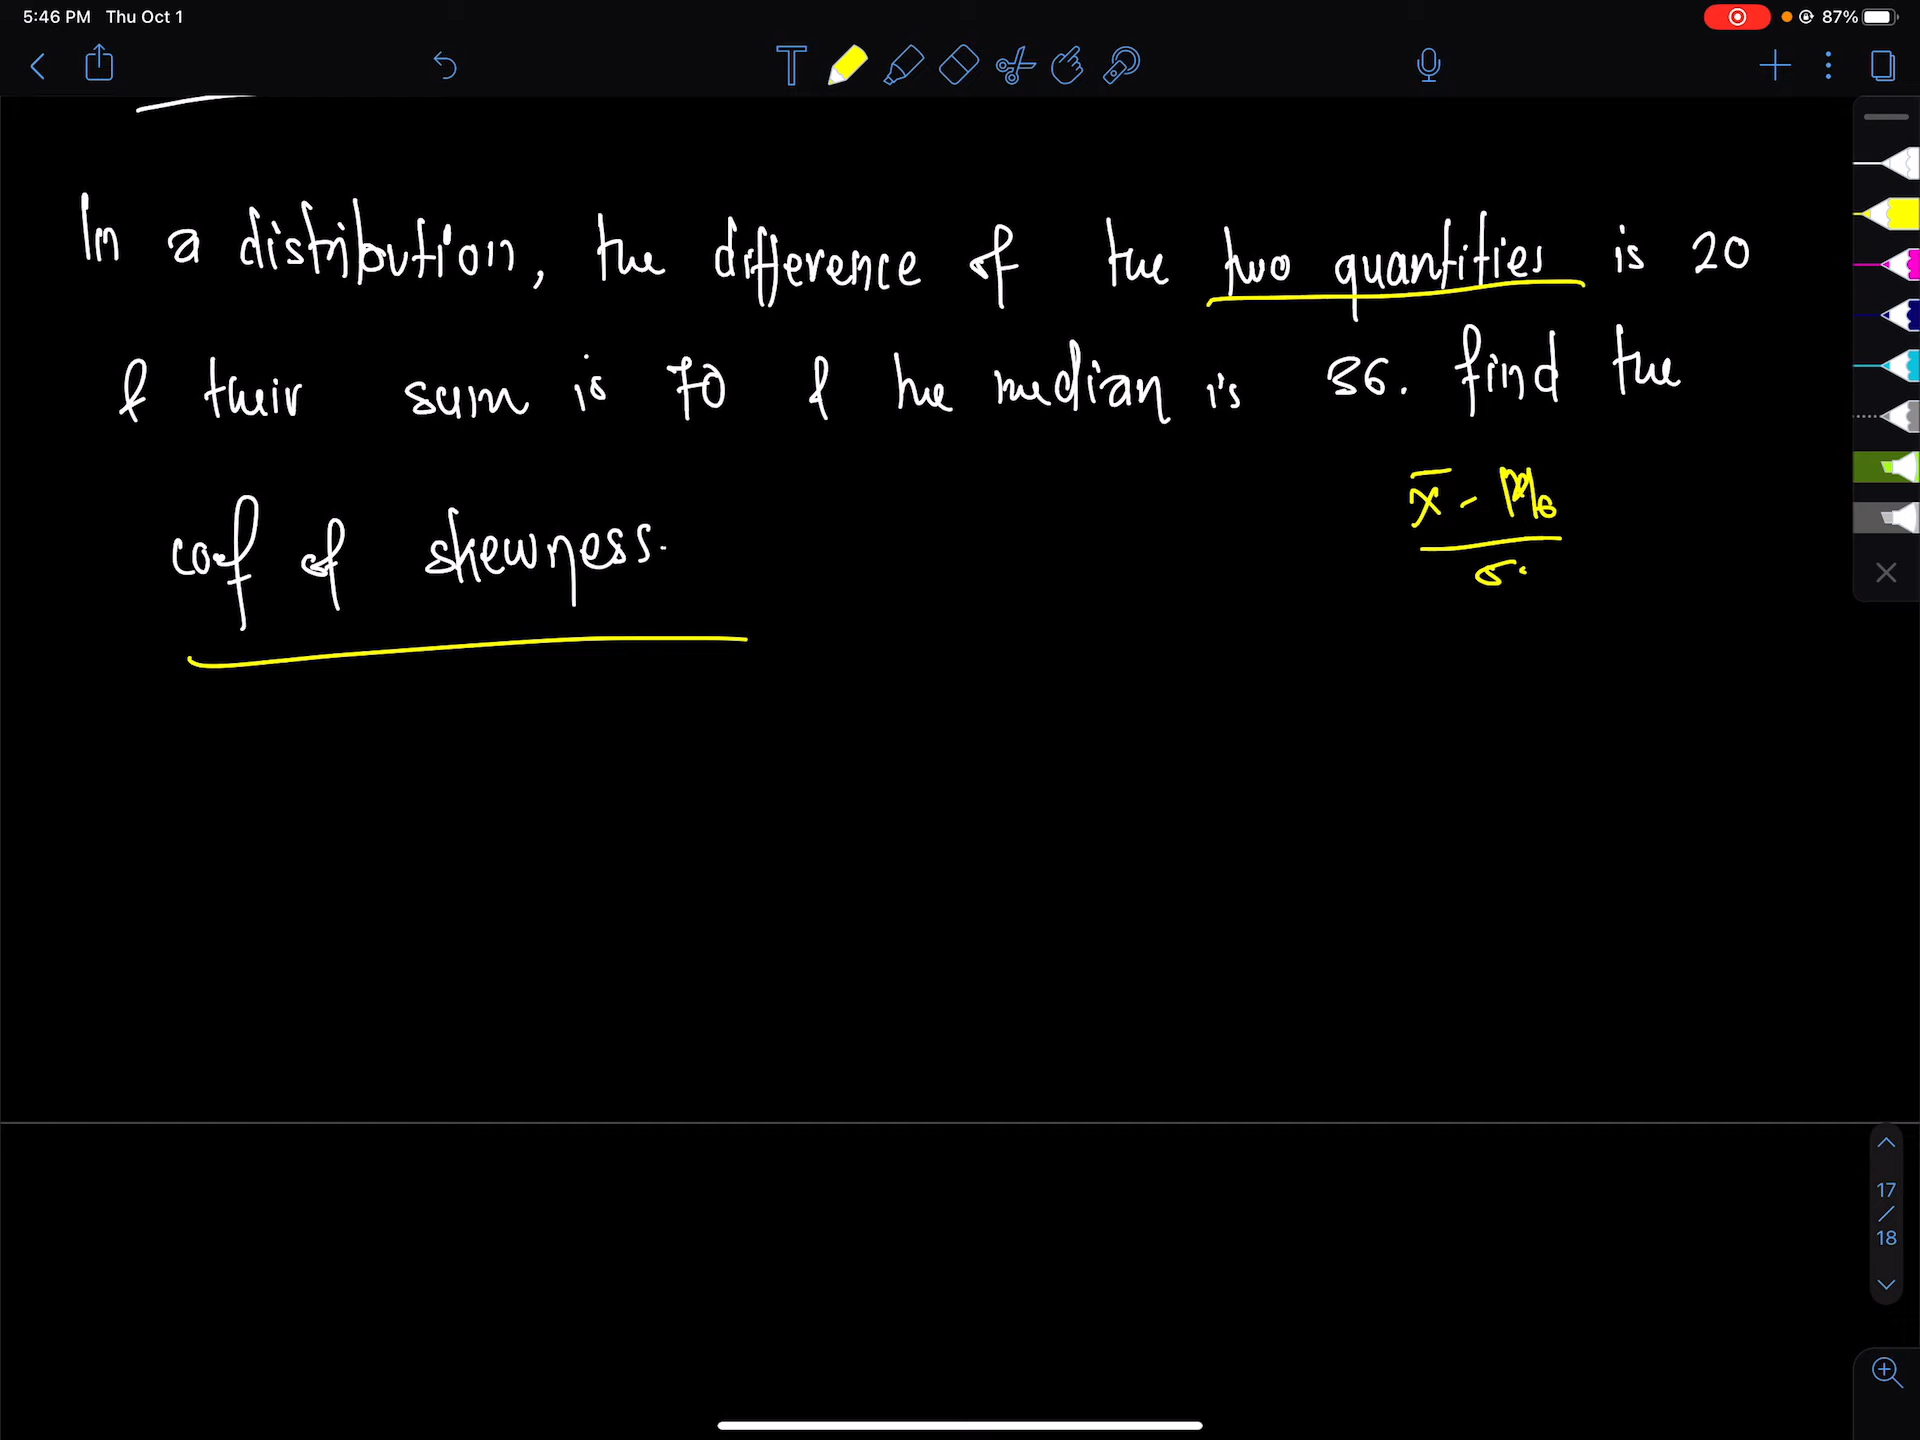 5:46 PM Thu Oct 1
87%
In a distribution, the difference of the two quantities is 20
& their sum is 70 & the median is 36. find the
coef of skewness.
x̄ - Mo
σ
17
/
18